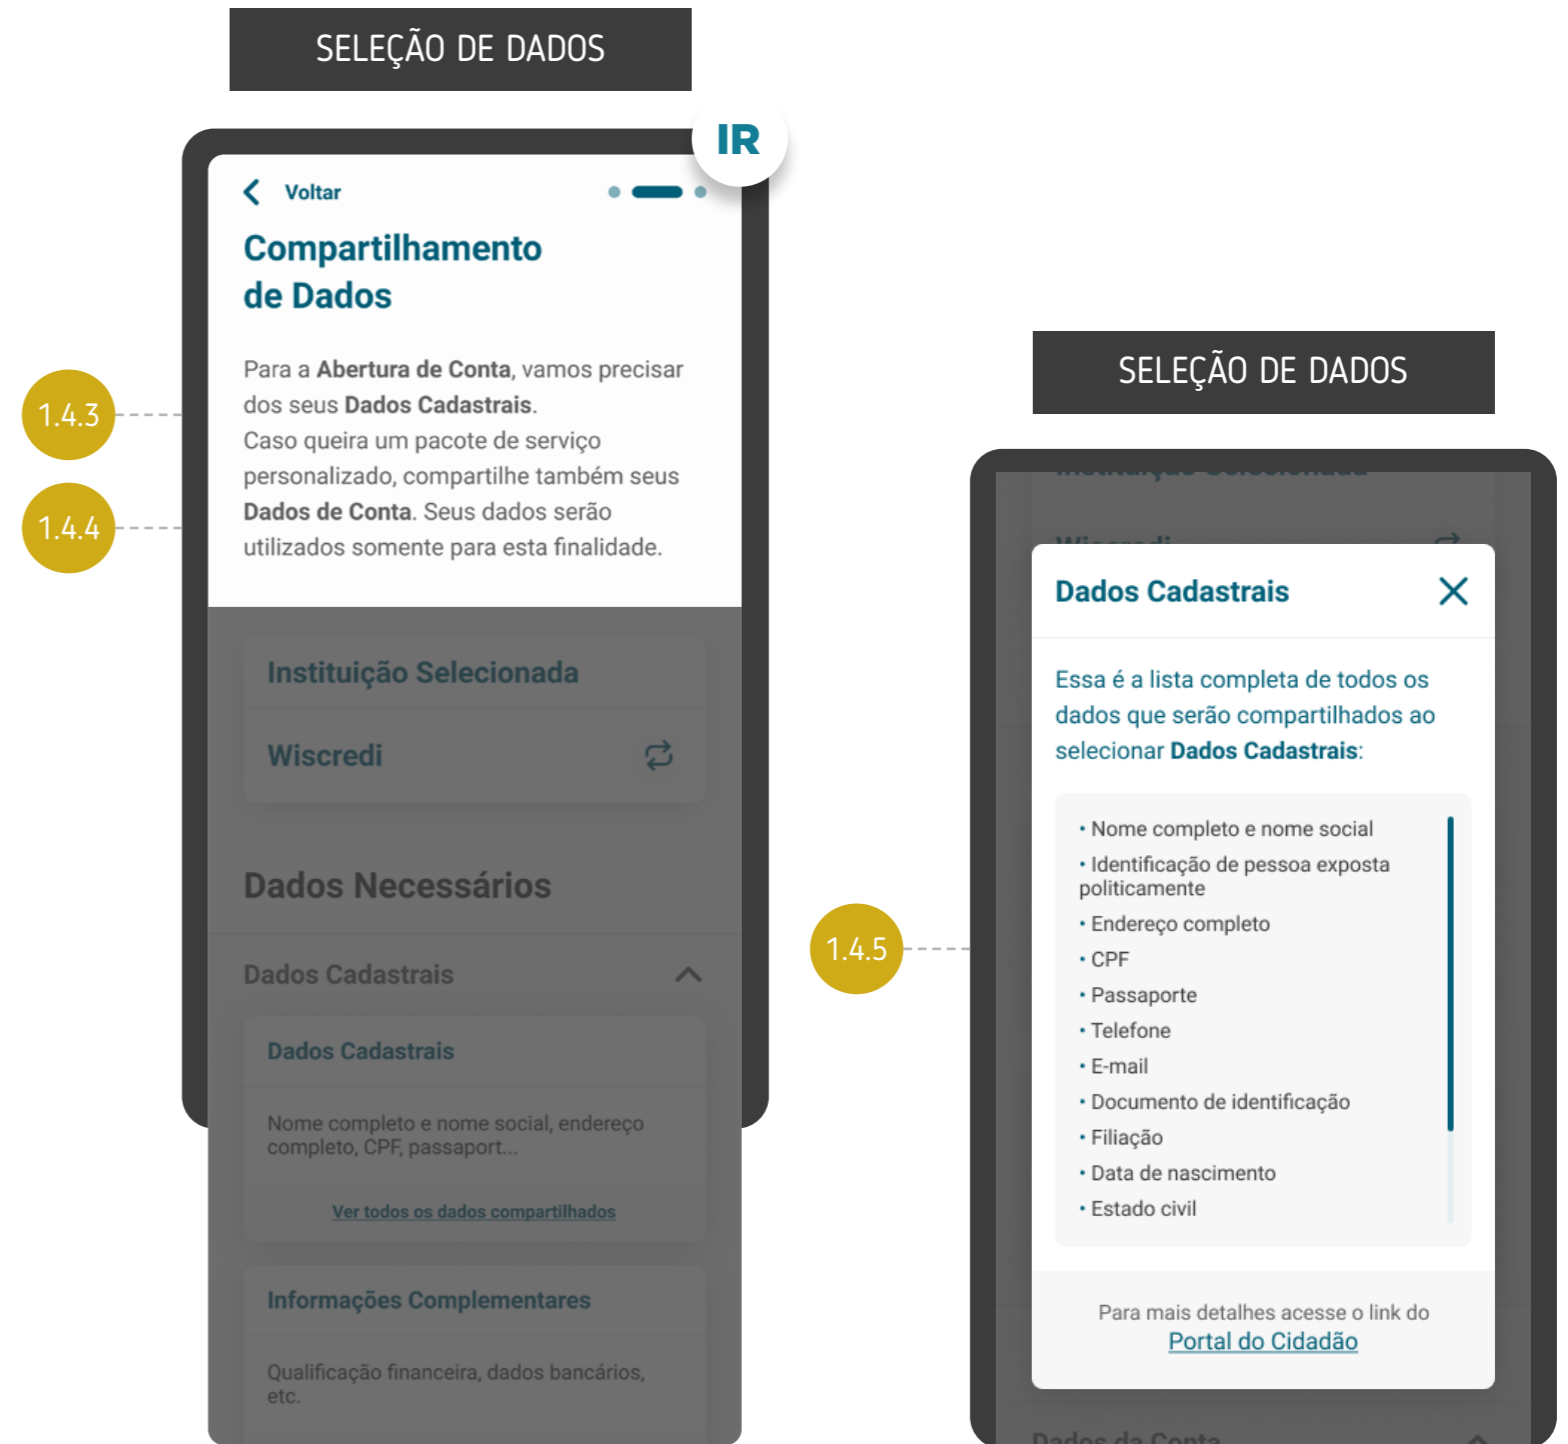 SELEÇÃO DE DADOS
IR
Voltar
Compartilhamento
de Dados
Para a Abertura de Conta, vamos precisar
dos seus Dados Cadastrais.
Caso queira um pacote de serviço
personalizado, compartilhe também seus
Dados de Conta. Seus dados serão
utilizados somente para esta finalidade.
1.4.3
1.4.4
Instituição Selecionada
Wiscredi
Dados Necessários
Dados Cadastrais
Dados Cadastrais
Nome completo e nome social, endereço
completo, CPF, passaport...
Ver todos os dados compartilhados
Informações Complementares
Qualificação financeira, dados bancários,
etc.
SELEÇÃO DE DADOS
Instituição Selecionada
Wiscredi
Dados Cadastrais
Essa é a lista completa de todos os
dados que serão compartilhados ao
selecionar Dados Cadastrais:
• Nome completo e nome social
• Identificação de pessoa exposta
politicamente
• Endereço completo
• CPF
• Passaporte
• Telefone
• E-mail
• Documento de identificação
• Filiação
• Data de nascimento
• Estado civil
1.4.5
Para mais detalhes acesse o link do
Portal do Cidadão
Dados da Conta